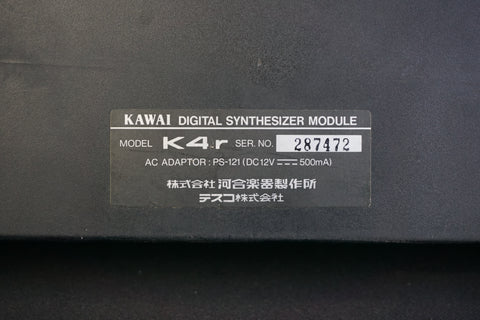 KAWAI DIGITAL SYNTHESIZER MODULE
MODEL K4r SER. NO. 287472
AC ADAPTOR : PS-121 (DC12V ⎓ 500mA)
株式会社 河合楽器製作所
テスコ株式会社